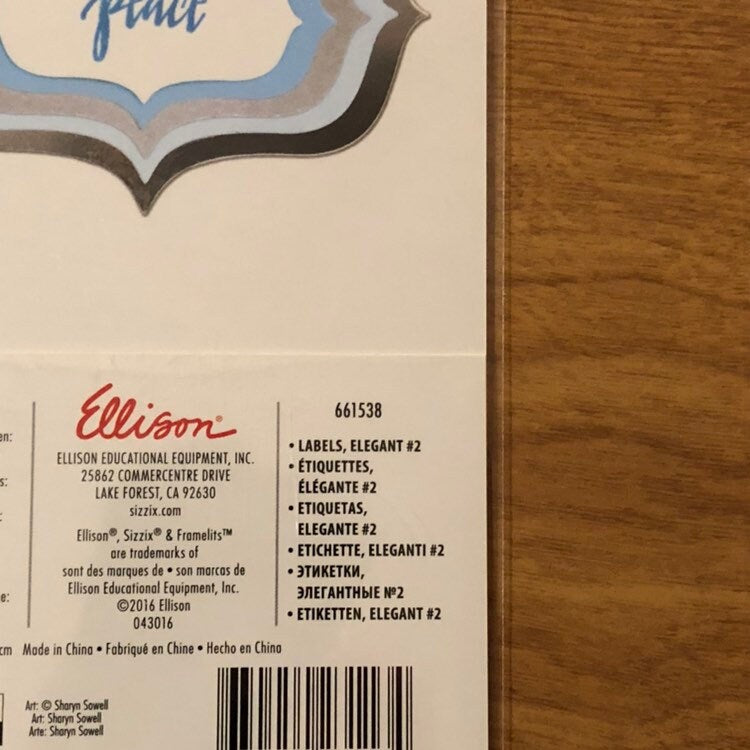 place
Ellison®
ELLISON EDUCATIONAL EQUIPMENT, INC.
25862 COMMERCENTRE DRIVE
LAKE FOREST, CA 92630
sizzix.com
Ellison®, Sizzix® & Framelits™
are trademarks of
sont des marques de • son marcas de
Ellison Educational Equipment, Inc.
©2016 Ellison
043016
661538
• LABELS, ELEGANT #2
• ÉTIQUETTES,
ÉLÉGANTE #2
• ETIQUETAS,
ELEGANTE #2
• ETICHETTE, ELEGANTI #2
• ЭТИКЕТКИ,
ЭЛЕГАНТНЫЕ №2
• ETIKETTEN, ELEGANT #2
cm Made in China • Fabriqué en Chine • Hecho en China
Art: © Sharyn Sowell
Art: Sharyn Sowell
Arte: Sharyn Sowell